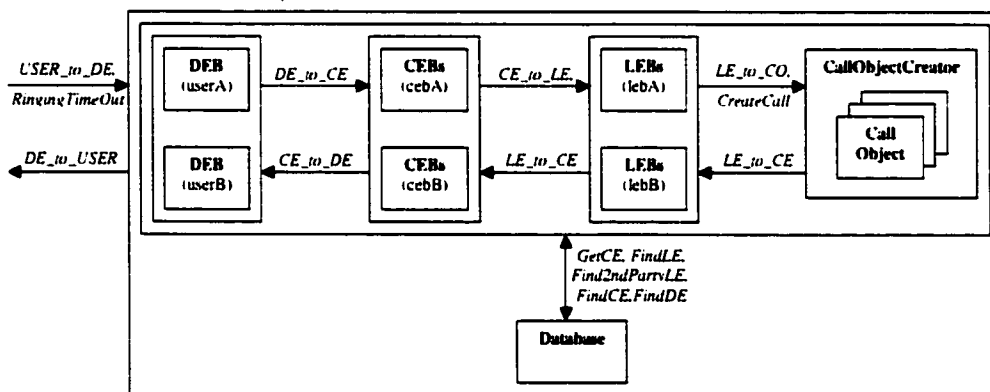 USER_to_DE,
RingingTimeOut
DE_to_USER
DEB
(userA)
DEB
(userB)
DE_to_CE
CE_to_DE
CEBs
(cebA)
CEBs
(cebB)
CE_to_LE,
LE_to_CE
LEBs
(lebA)
LEBs
(lebB)
LE_to_CO,
CreateCall
LE_to_CE
CallObjectCreator
Call
Object
GetCE, FindLE,
Find2ndPartyLE,
FindCE,FindDE
Database